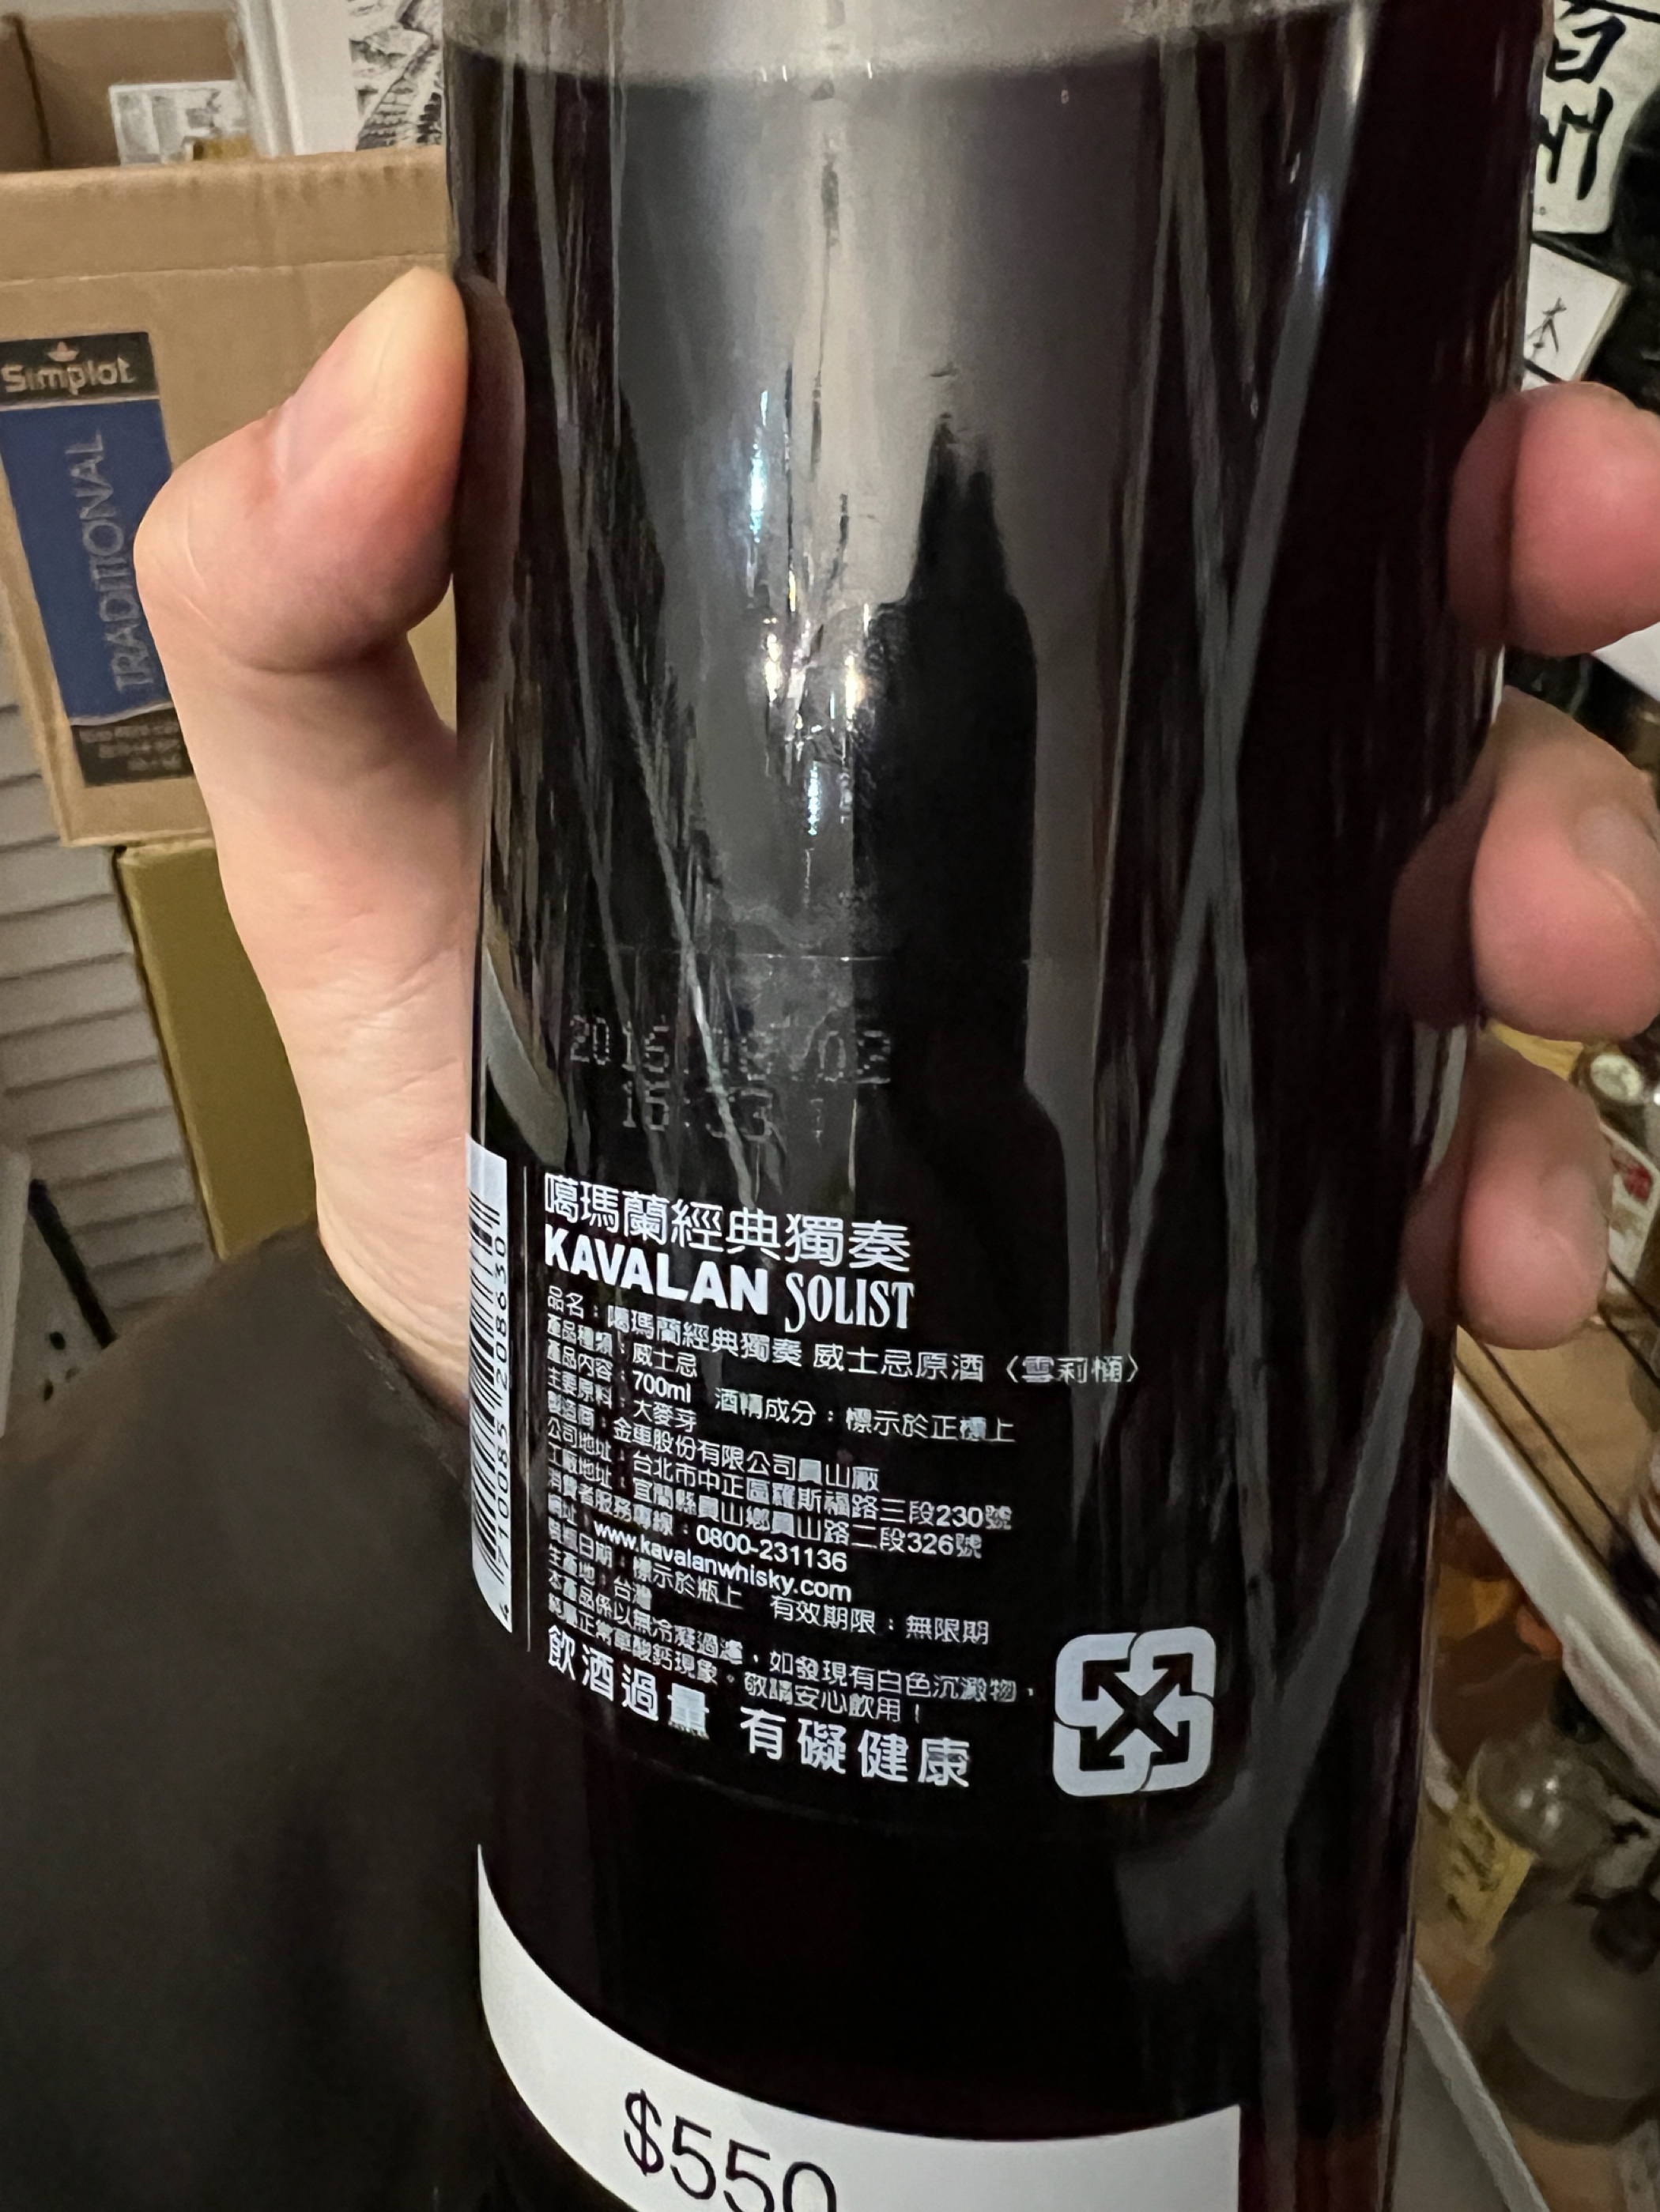 Simplot
TRADITIONAL
噶瑪蘭經典獨奏
KAVALAN SOLIST
品名：噶瑪蘭經典獨奏 威士忌原酒〈雪莉桶〉
產品種類：威士忌
產品內容：700ml 酒精成分：標示於正標上
主要原料：大麥芽
製造商：金車股份有限公司員山廠
公司地址：台北市中正區羅斯福路三段230號
工廠地址：宜蘭縣員山鄉員山路二段326號
消費者服務專線：0800-231136
網址：www.kavalanwhisky.com
裝瓶日期：標示於瓶上 有效期限：無限期
生產地：台灣
本產品係以無冷凝過濾，如發現有白色沉澱物，
純屬正常草酸鈣現象。敬請安心飲用！
飲酒過量 有礙健康
4 710085 208630
$550